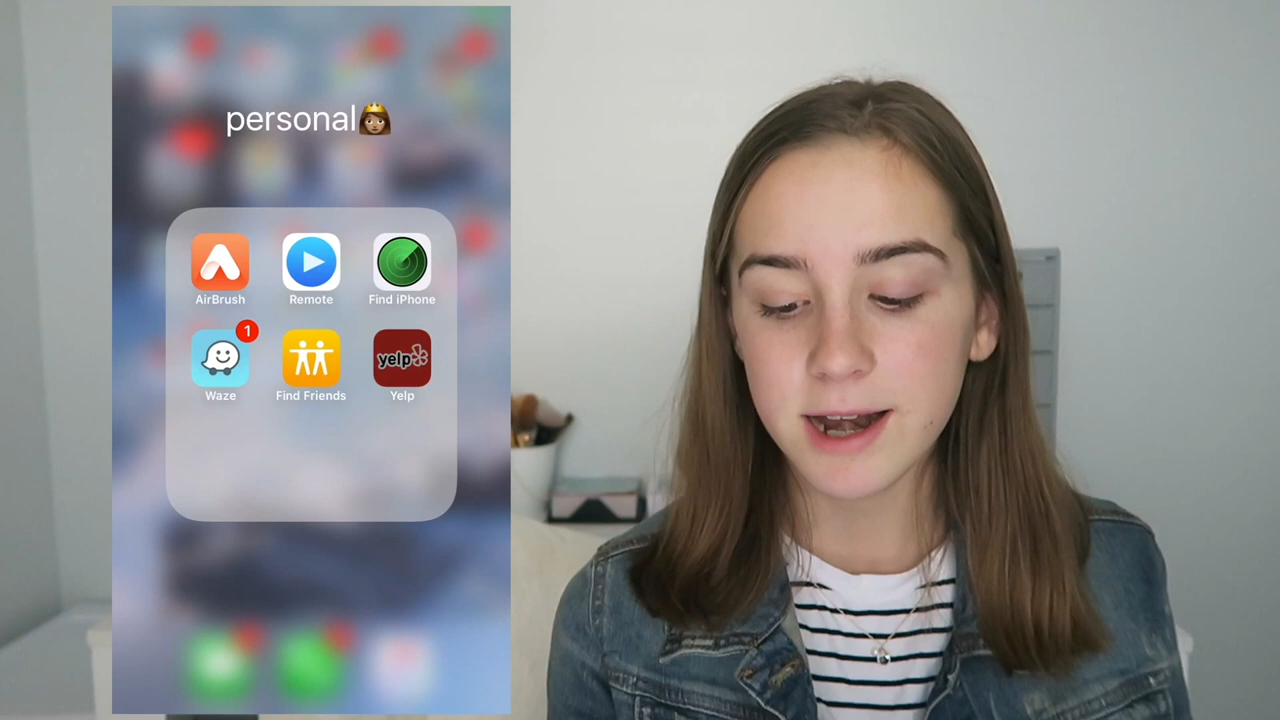 personal👸🏽
AirBrush
Remote
Find iPhone
1
yelp
Waze
Find Friends
Yelp